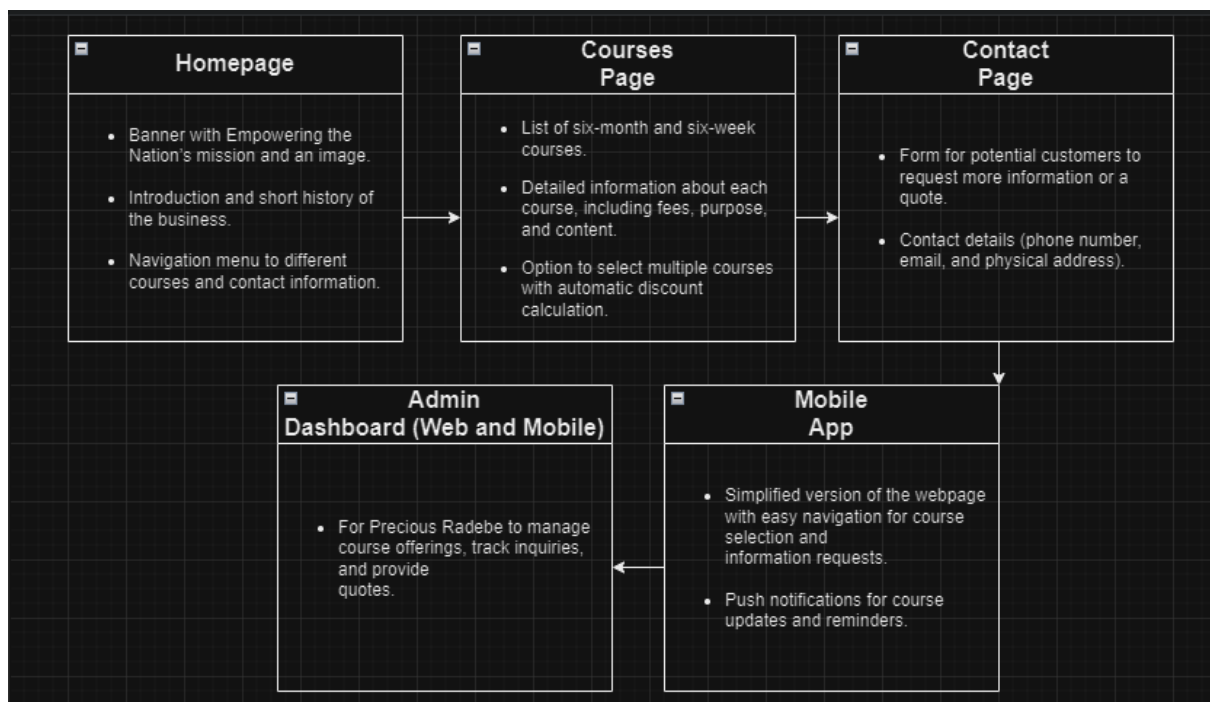 Homepage
• Banner with Empowering the
Nation's mission and an image.
• Introduction and short history of
the business.
• Navigation menu to different
courses and contact information.
Courses
Page
• List of six-month and six-week
courses.
• Detailed information about each
course, including fees, purpose,
and content.
• Option to select multiple courses
with automatic discount
calculation.
Contact
Page
• Form for potential customers to
request more information or a
quote.
• Contact details (phone number,
email, and physical address).
Mobile
App
• Simplified version of the webpage
with easy navigation for course
selection and
information requests.
• Push notifications for course
updates and reminders.
Admin
Dashboard (Web and Mobile)
• For Precious Radebe to manage
course offerings, track inquiries,
and provide
quotes.